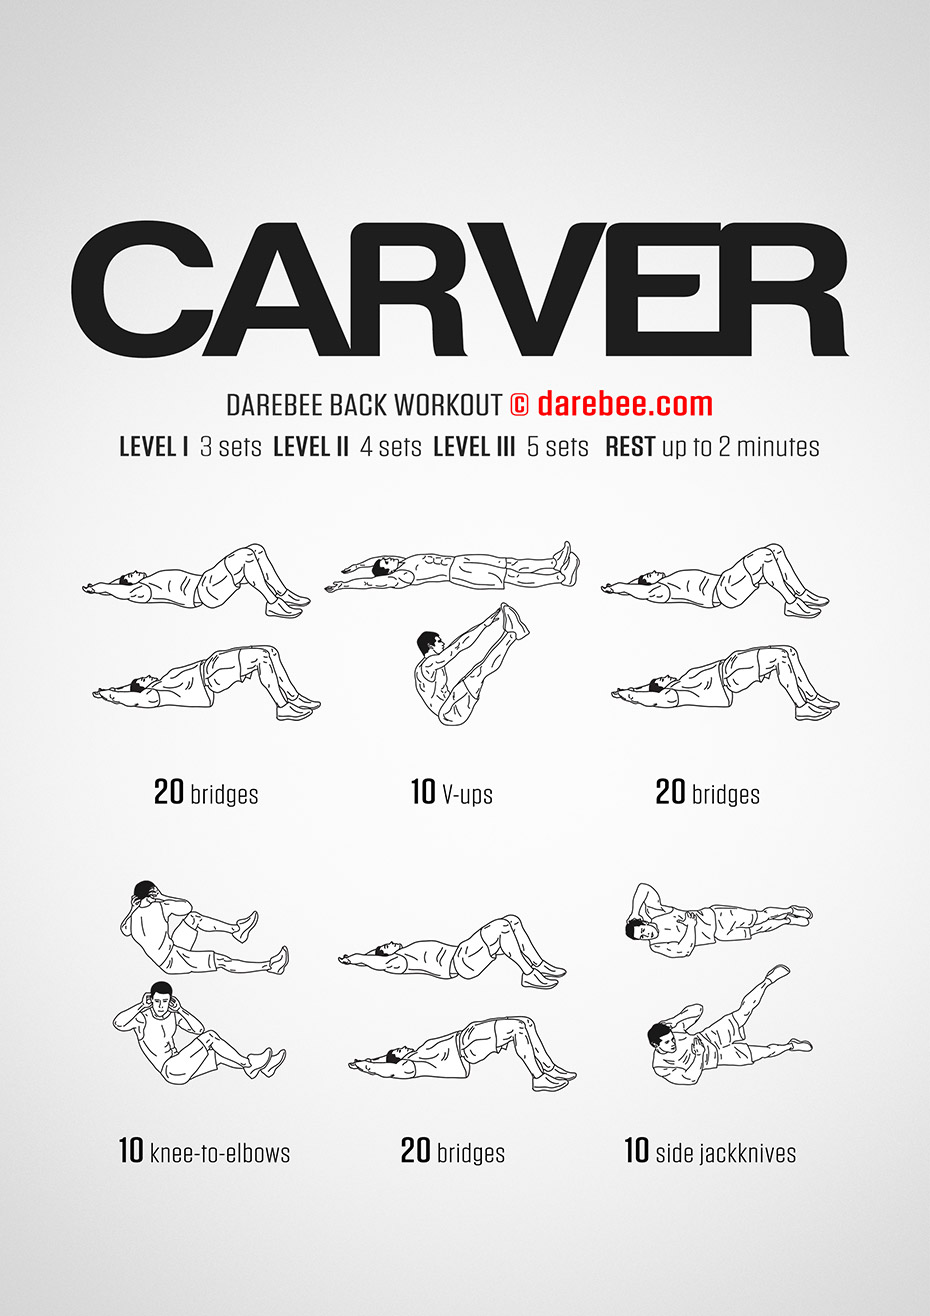 CARVER
DAREBEE BACK WORKOUT © darebee.com
LEVEL I 3 sets LEVEL II 4 sets LEVEL III 5 sets REST up to 2 minutes
20 bridges
10 V-ups
20 bridges
10 knee-to-elbows
20 bridges
10 side jackknives